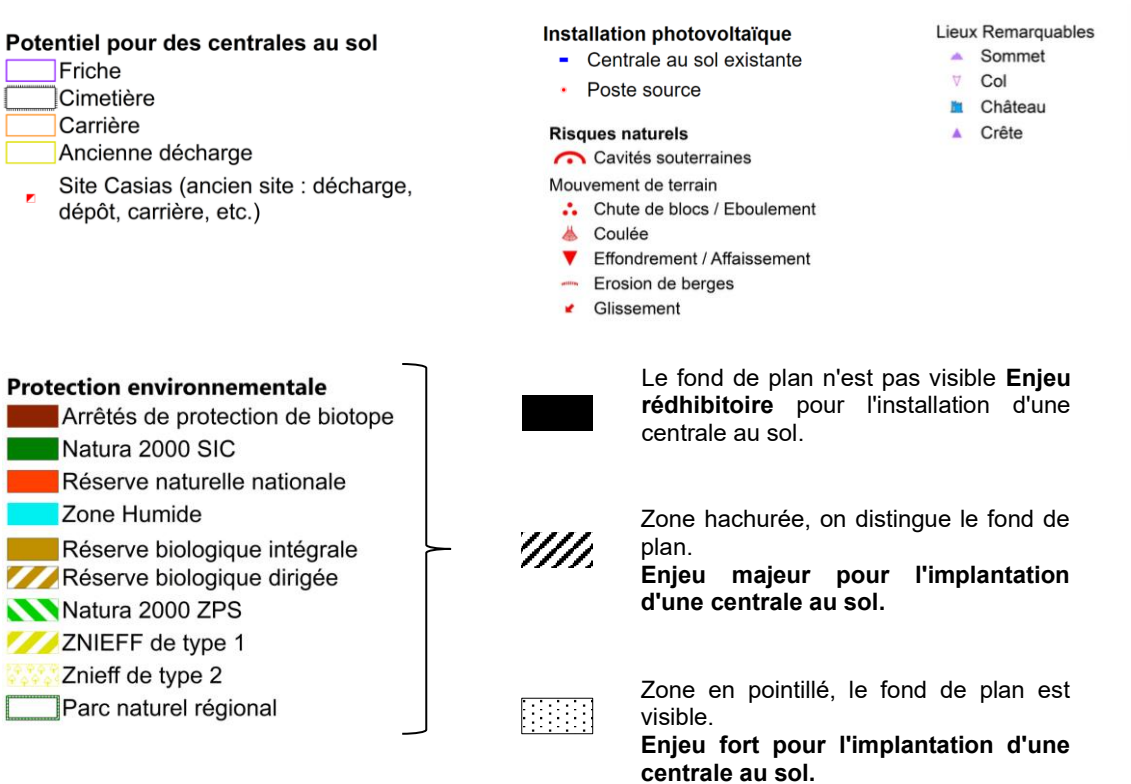 Potentiel pour des centrales au sol
Friche
Cimetière
Carrière
Ancienne décharge
Site Casias (ancien site : décharge,
dépôt, carrière, etc.)
Installation photovoltaïque
Centrale au sol existante
Poste source
Risques naturels
Cavités souterraines
Mouvement de terrain
Chute de blocs / Eboulement
Coulée
Effondrement / Affaissement
Erosion de berges
Glissement
Lieux Remarquables
Sommet
Col
Château
Crête
Protection environnementale
Arrêtés de protection de biotope
Natura 2000 SIC
Réserve naturelle nationale
Zone Humide
Réserve biologique intégrale
Réserve biologique dirigée
Natura 2000 ZPS
ZNIEFF de type 1
Znieff de type 2
Parc naturel régional
Le fond de plan n'est pas visible Enjeu
rédhibitoire pour l'installation d'une
centrale au sol.
Zone hachurée, on distingue le fond de
plan.
Enjeu majeur pour l'implantation
d'une centrale au sol.
Zone en pointillé, le fond de plan est
visible.
Enjeu fort pour l'implantation d'une
centrale au sol.